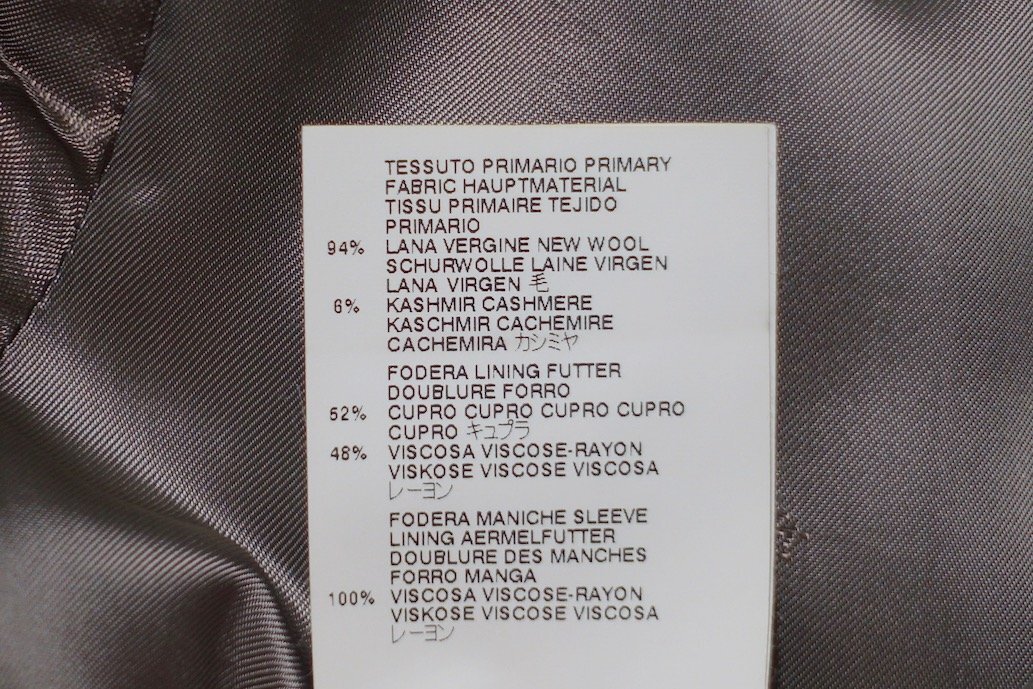 TESSUTO PRIMARIO PRIMARY
FABRIC HAUPTMATERIAL
TISSU PRIMAIRE TEJIDO
PRIMARIO
94% LANA VERGINE NEW WOOL
SCHURWOLLE LAINE VIRGEN
LANA VIRGEN 毛
6% KASHMIR CASHMERE
KASCHMIR CACHEMIRE
CACHEMIRA カシミヤ
FODERA LINING FUTTER
DOUBLURE FORRO
52% CUPRO CUPRO CUPRO CUPRO
CUPRO キュプラ
48% VISCOSA VISCOSE-RAYON
VISKOSE VISCOSE VISCOSA
レーヨン
FODERA MANICHE SLEEVE
LINING AERMELFUTTER
DOUBLURE DES MANCHES
FORRO MANGA
100% VISCOSA VISCOSE-RAYON
VISKOSE VISCOSE VISCOSA
レーヨン